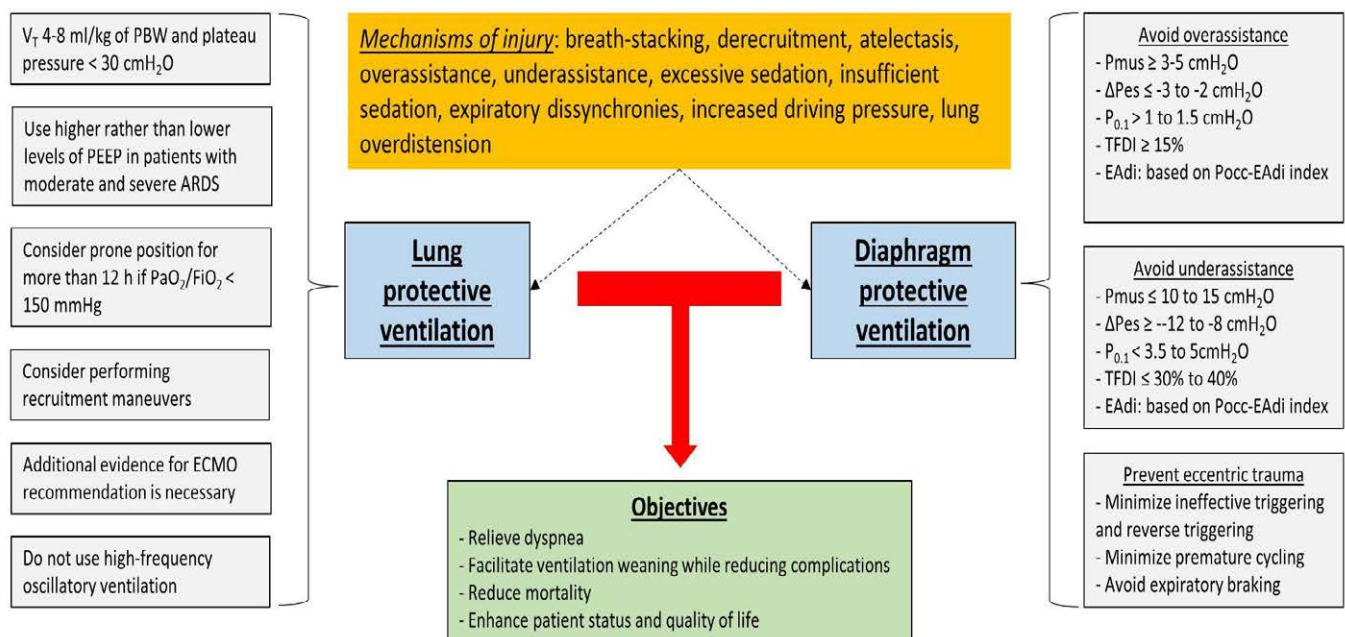 V_T 4-8 ml/kg of PBW and plateau
pressure < 30 cmH₂O
Use higher rather than lower
levels of PEEP in patients with
moderate and severe ARDS
Consider prone position for
more than 12 h if PaO₂/FiO₂ <
150 mmHg
Consider performing
recruitment maneuvers
Additional evidence for ECMO
recommendation is necessary
Do not use high-frequency
oscillatory ventilation
Mechanisms of injury: breath-stacking, derecruitment, atelectasis,
overassistance, underassistance, excessive sedation, insufficient
sedation, expiratory dissynchronies, increased driving pressure, lung
overdistension
Lung
protective
ventilation
Diaphragm
protective
ventilation
Objectives
- Relieve dyspnea
- Facilitate ventilation weaning while reducing complications
- Reduce mortality
- Enhance patient status and quality of life
Avoid overassistance
- Pmus ≥ 3-5 cmH₂O
- ΔPes ≤ -3 to -2 cmH₂O
- P₀.₁ > 1 to 1.5 cmH₂O
- TFDI ≥ 15%
- EAdi: based on Pocc-EAdi index
Avoid underassistance
- Pmus ≤ 10 to 15 cmH₂O
- ΔPes ≥ --12 to -8 cmH₂O
- P₀.₁ < 3.5 to 5cmH₂O
- TFDI ≤ 30% to 40%
- EAdi: based on Pocc-EAdi index
Prevent eccentric trauma
- Minimize ineffective triggering
and reverse triggering
- Minimize premature cycling
- Avoid expiratory braking